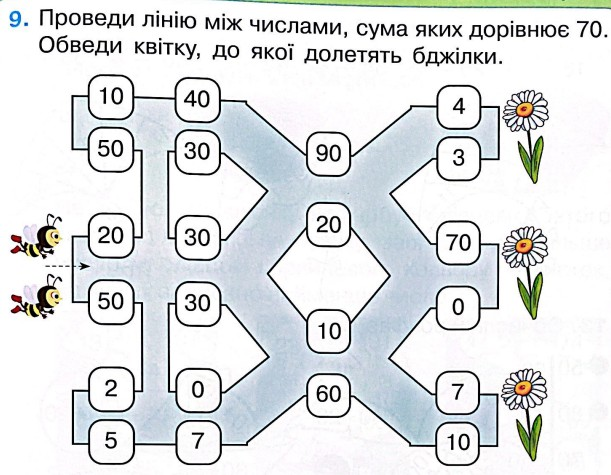 9. Проведи лінію між числами, сума яких дорівнює 70.
Обведи квітку, до якої долетять бджілки.
10 40 4
50 30 90 3
20 30 20 70
50 30 10 0
2 0 60 7
5 7 10